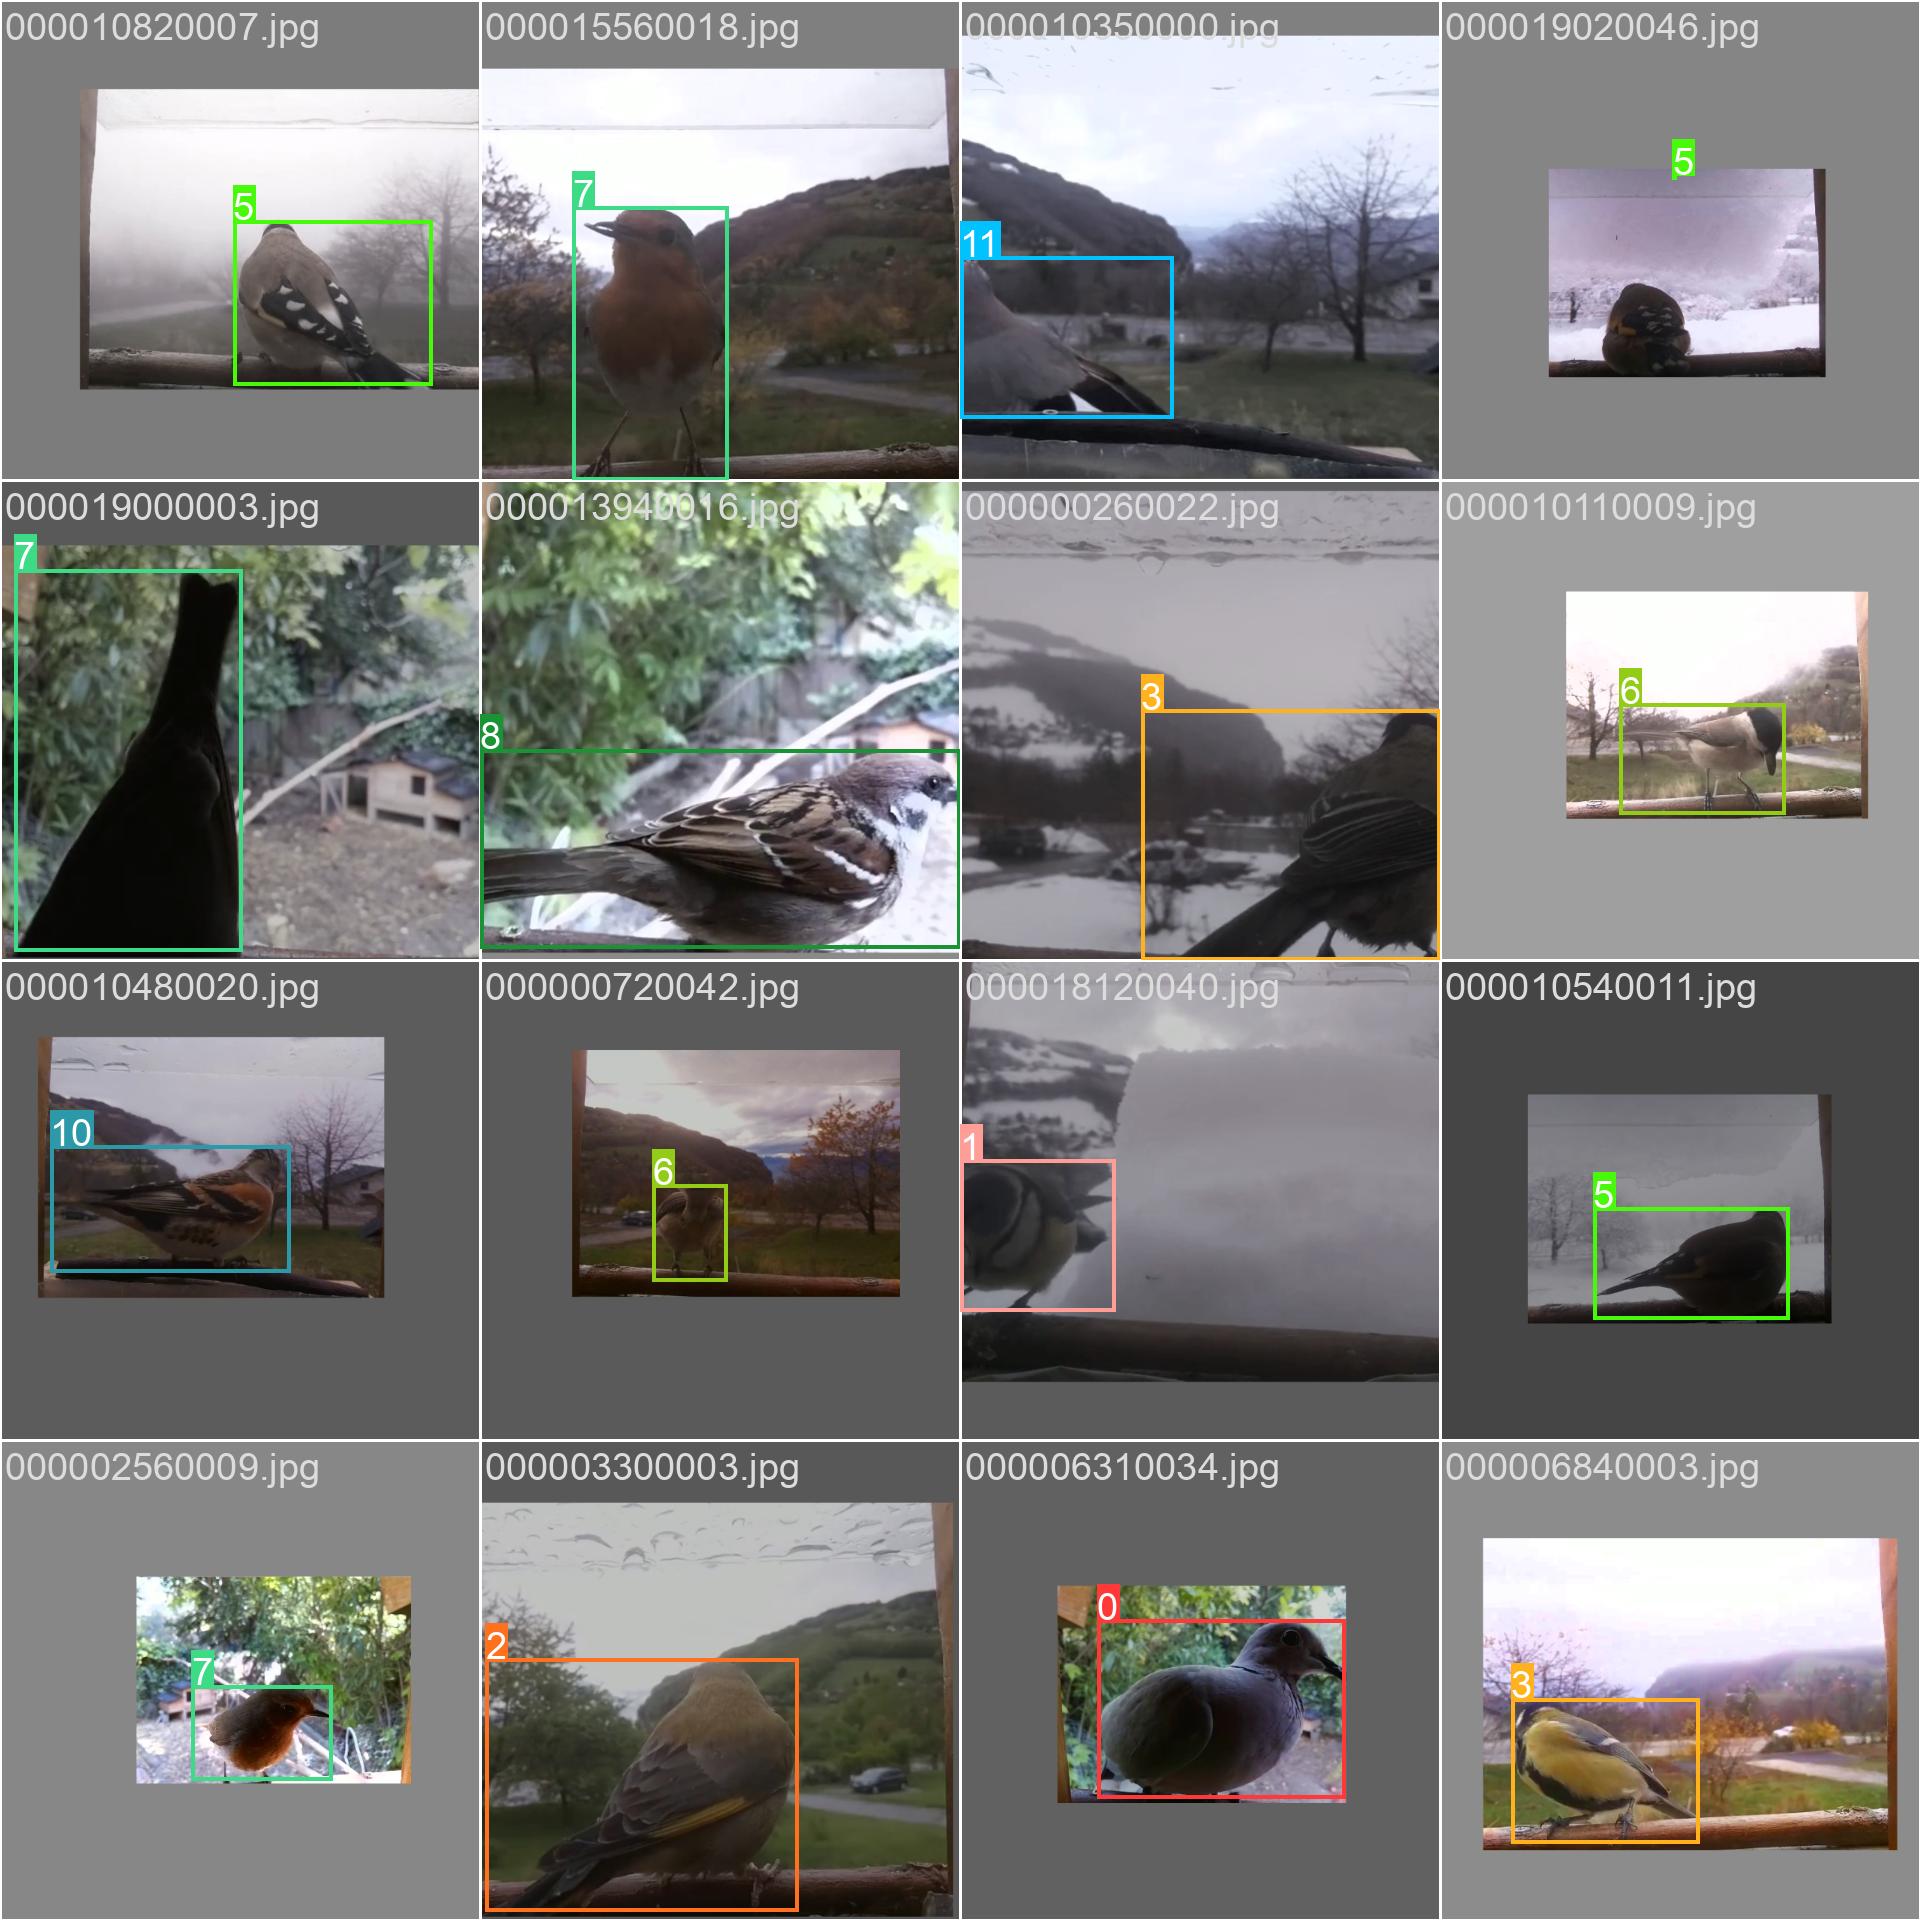 000010820007.jpg
000015560018.jpg
000010350000.jpg
000019020046.jpg
5
7
11
5
000019000003.jpg
000013940016.jpg
000000260022.jpg
000010110009.jpg
7
8
3
6
000010480020.jpg
000000720042.jpg
000018120040.jpg
000010540011.jpg
10
6
1
5
000002560009.jpg
000003300003.jpg
000006310034.jpg
000006840003.jpg
7
2
0
3